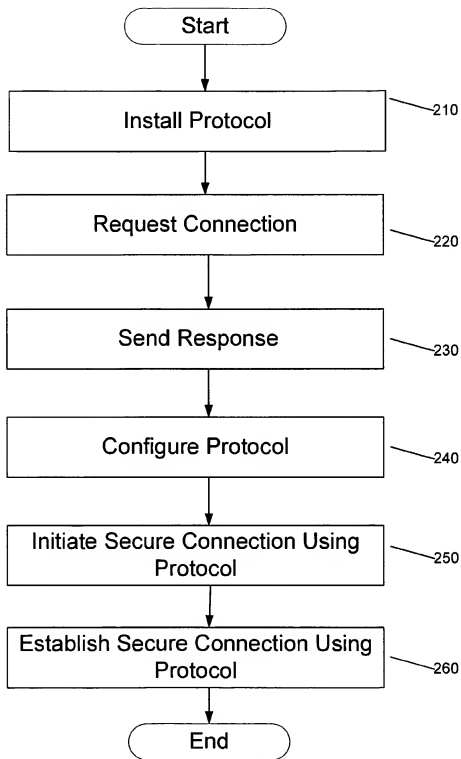 Start
Install Protocol
210
Request Connection
220
Send Response
230
Configure Protocol
240
Initiate Secure Connection Using
Protocol
250
Establish Secure Connection Using
Protocol
260
End